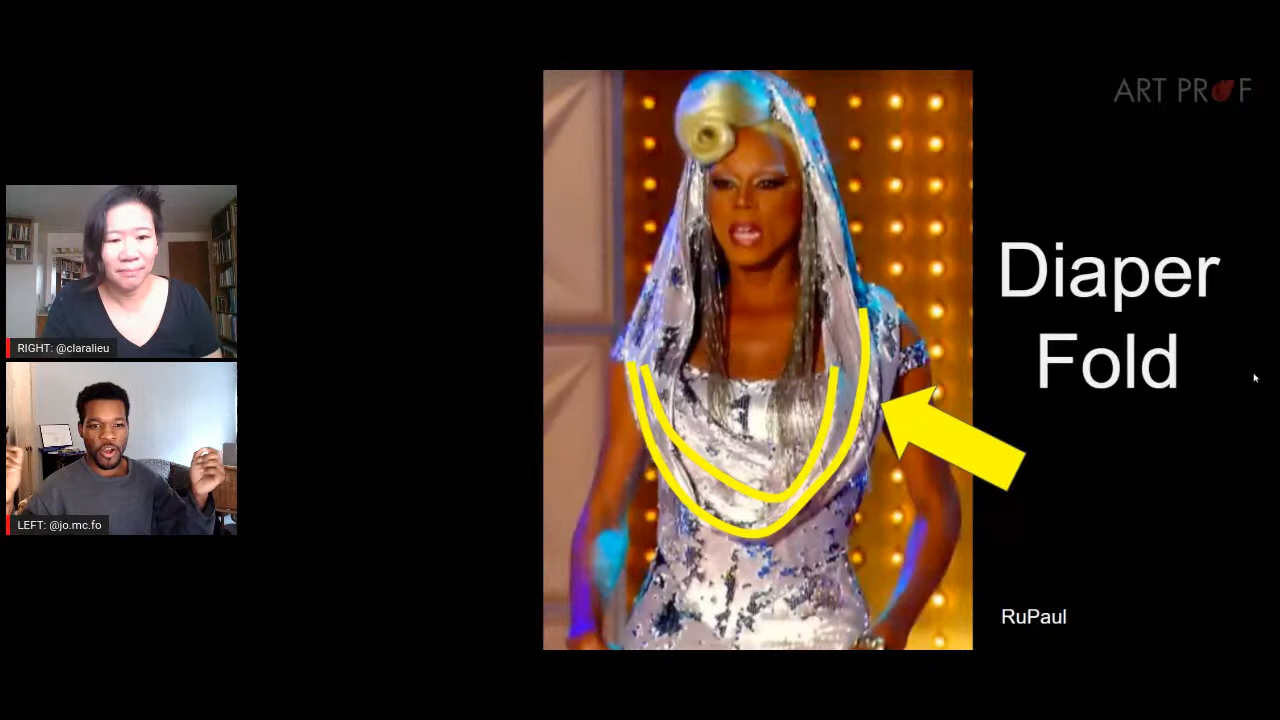 ART PROF
RIGHT: @claralieu
LEFT: @jo.mc.fo
Diaper
Fold
RuPaul